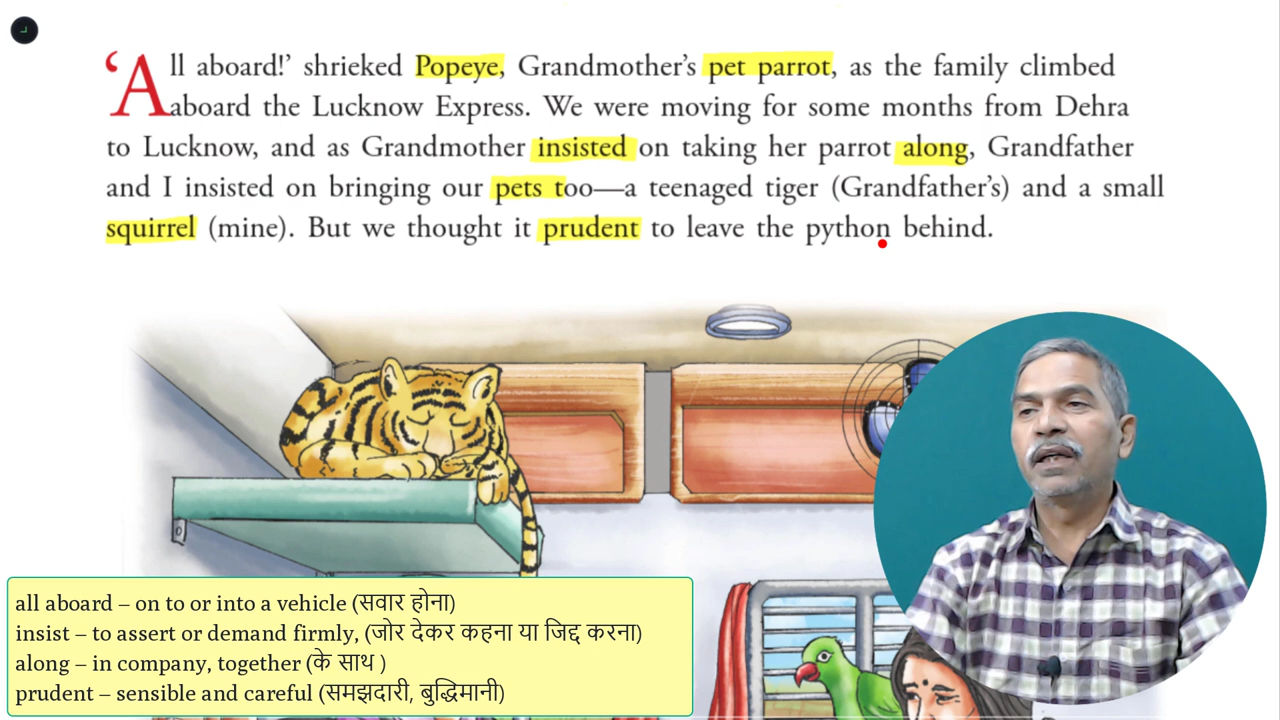 ‘All aboard!’ shrieked Popeye, Grandmother’s pet parrot, as the family climbed
aboard the Lucknow Express. We were moving for some months from Dehra
to Lucknow, and as Grandmother insisted on taking her parrot along, Grandfather
and I insisted on bringing our pets too—a teenaged tiger (Grandfather’s) and a small
squirrel (mine). But we thought it prudent to leave the python behind.
all aboard – on to or into a vehicle (सवार होना)
insist – to assert or demand firmly, (जोर देकर कहना या जिद्द करना)
along – in company, together (के साथ )
prudent – sensible and careful (समझदारी, बुद्धिमानी)